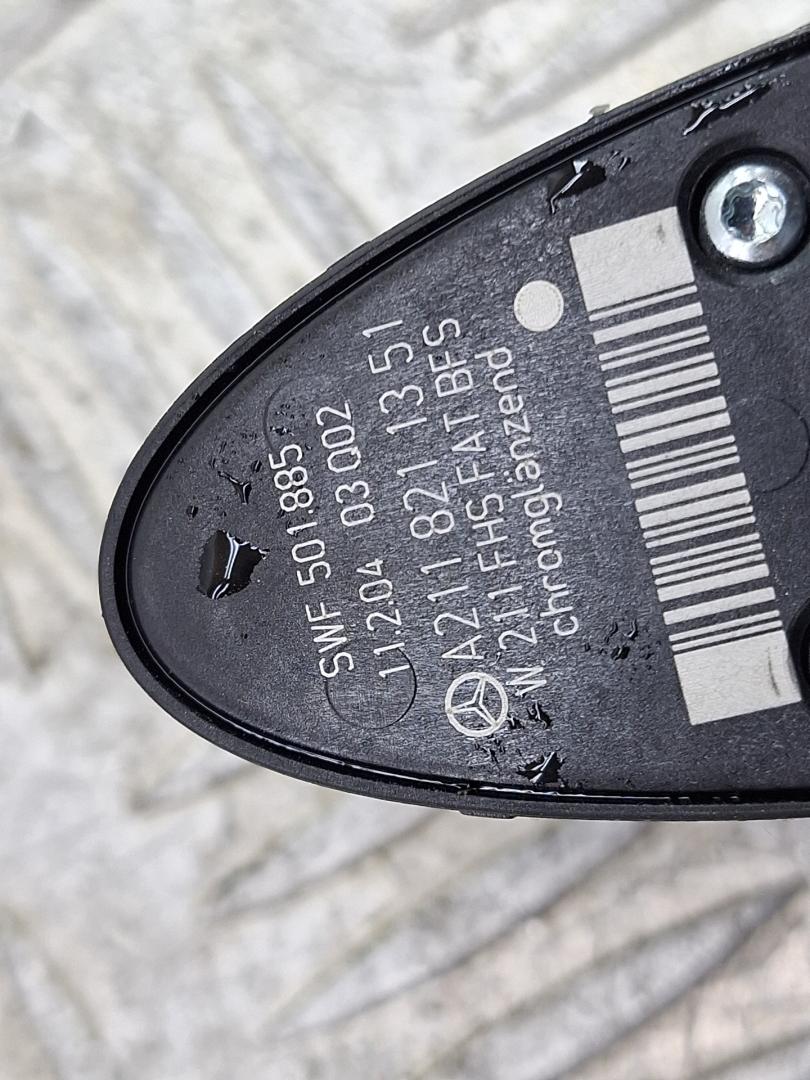 SWF 501.885
11.2.04 03 Q02
A211 821 13 51
W 211 FHS FAT BFS
chromglänzend